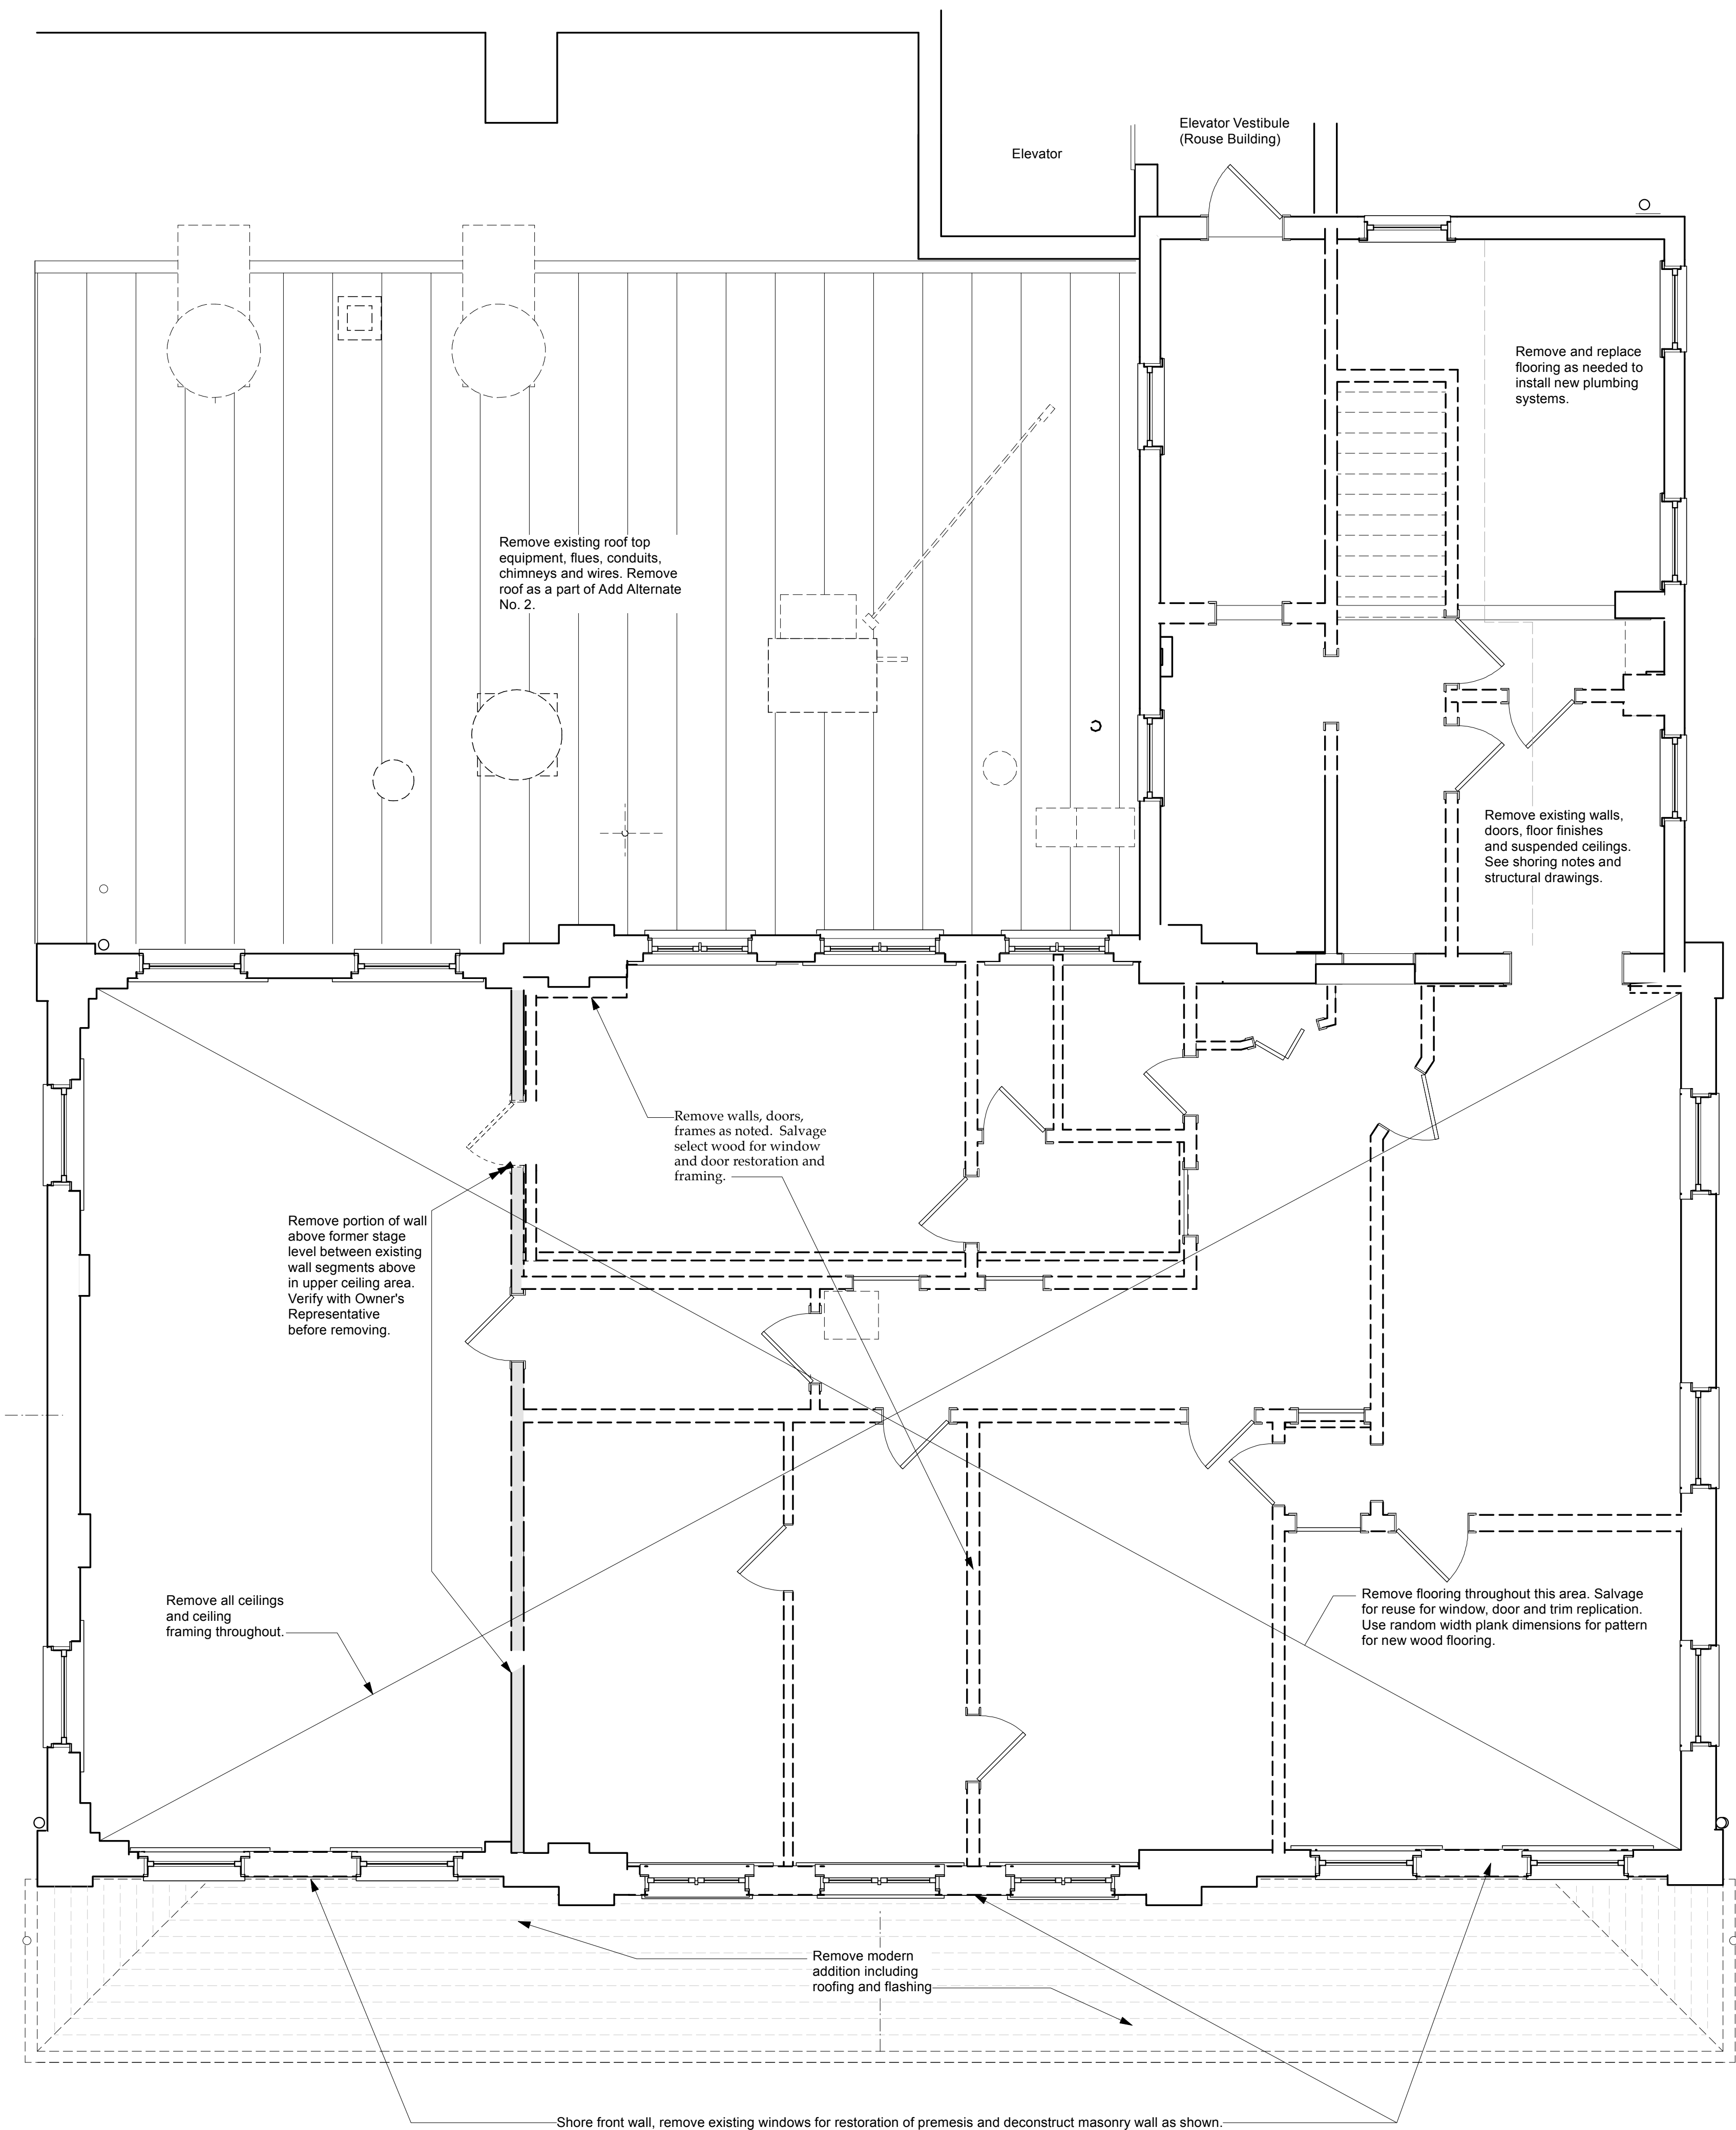 Elevator Vestibule
(Rouse Building)
Elevator
Remove and replace
flooring as needed to
install new plumbing
systems.
Remove existing roof top
equipment, flues, conduits,
chimneys and wires. Remove
roof as a part of Add Alternate
No. 2.
Remove existing walls,
doors, floor finishes
and suspended ceilings.
See shoring notes and
structural drawings.
Remove walls, doors,
frames as noted. Salvage
select wood for window
and door restoration and
framing.
Remove portion of wall
above former stage
level between existing
wall segments above
in upper ceiling area.
Verify with Owner's
Representative
before removing.
Remove all ceilings
and ceiling
framing throughout.
Remove flooring throughout this area. Salvage
for reuse for window, door and trim replication.
Use random width plank dimensions for pattern
for new wood flooring.
Remove modern
addition including
roofing and flashing
Shore front wall, remove existing windows for restoration of premesis and deconstruct masonry wall as shown.